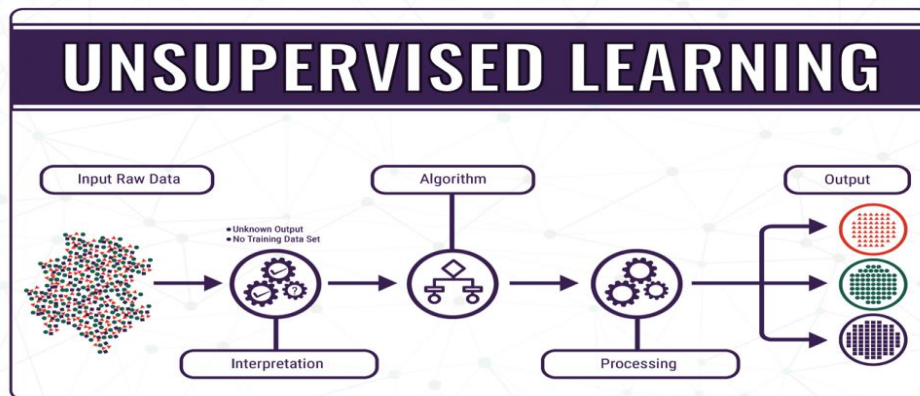 UNSUPERVISED LEARNING
Input Raw Data
Algorithm
Output
• Unknown Output
• No Training Data Set
?
Interpretation
Processing